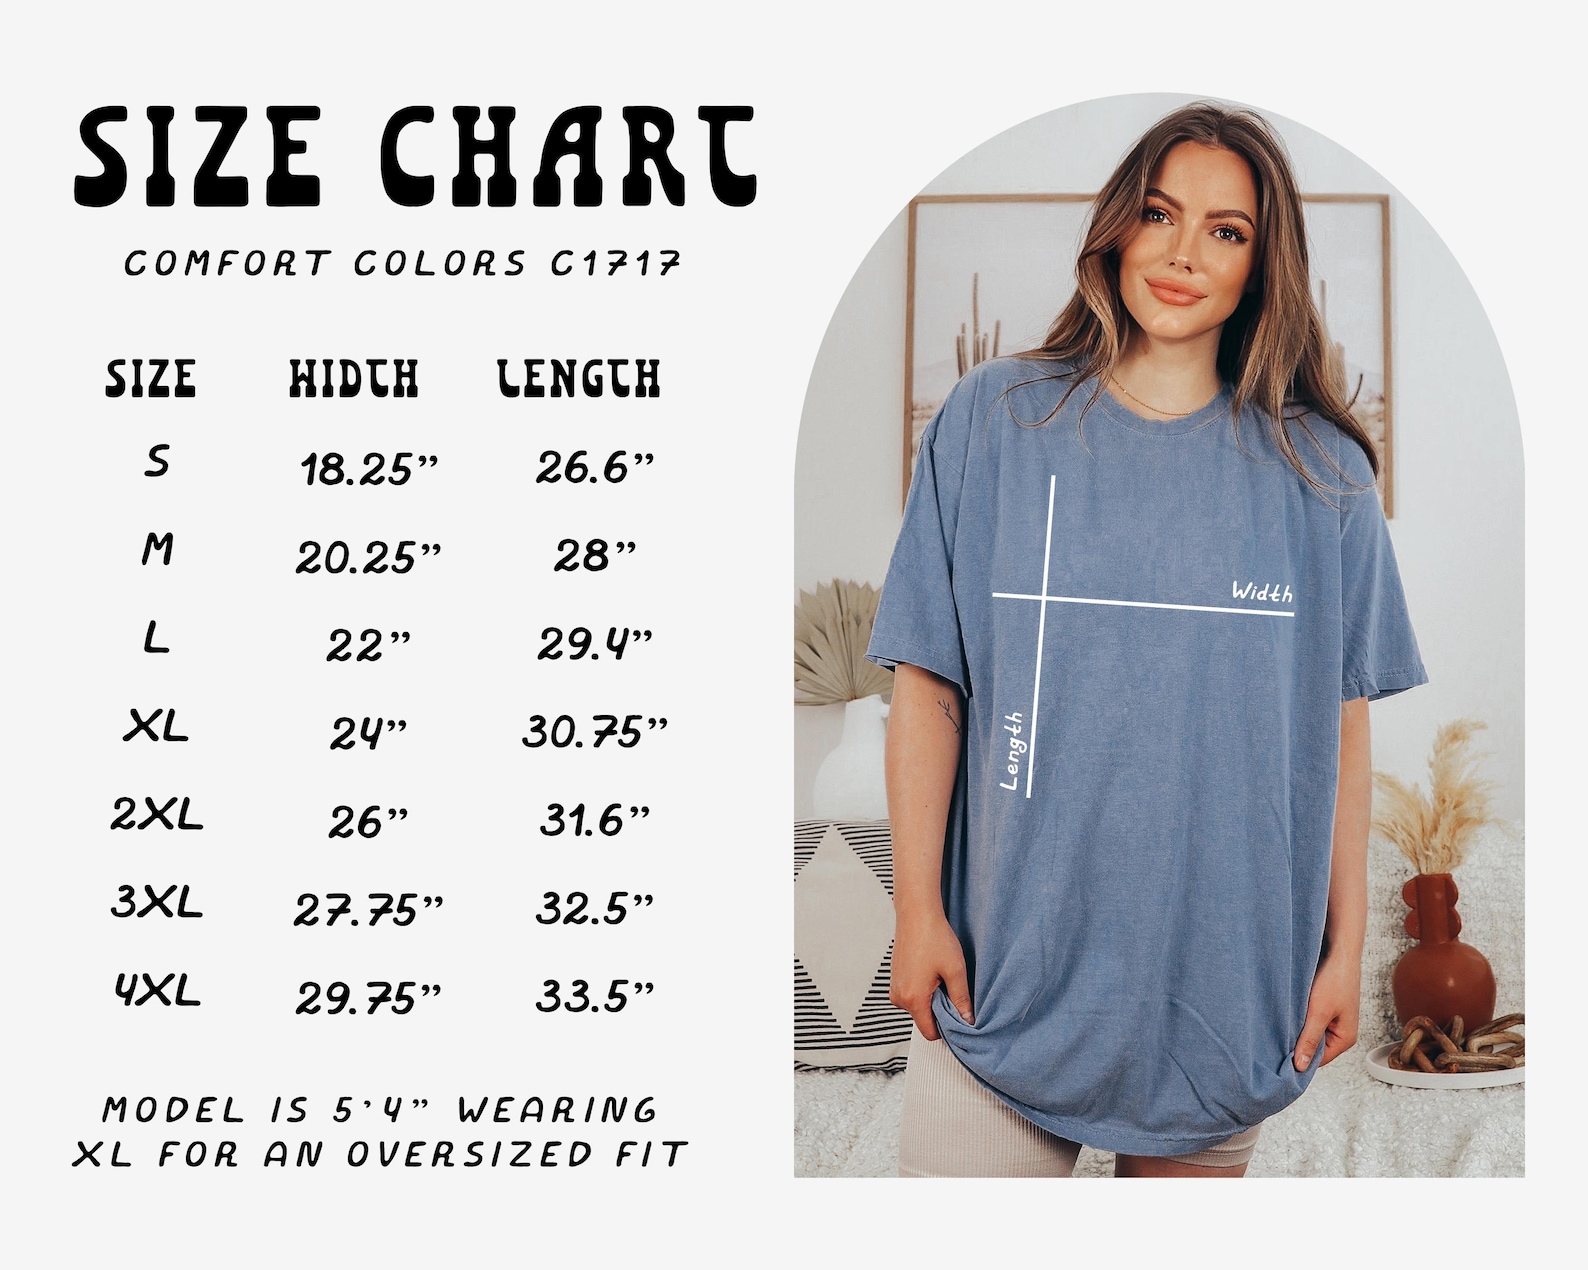 SIZE CHART
COMFORT COLORS C1717
SIZE WIDTH LENGTH
S 18.25” 26.6”
M 20.25” 28”
L 22” 29.4”
XL 24” 30.75”
2XL 26” 31.6”
3XL 27.75” 32.5”
4XL 29.75” 33.5”
MODEL IS 5'4” WEARING
XL FOR AN OVERSIZED FIT
Width
Length